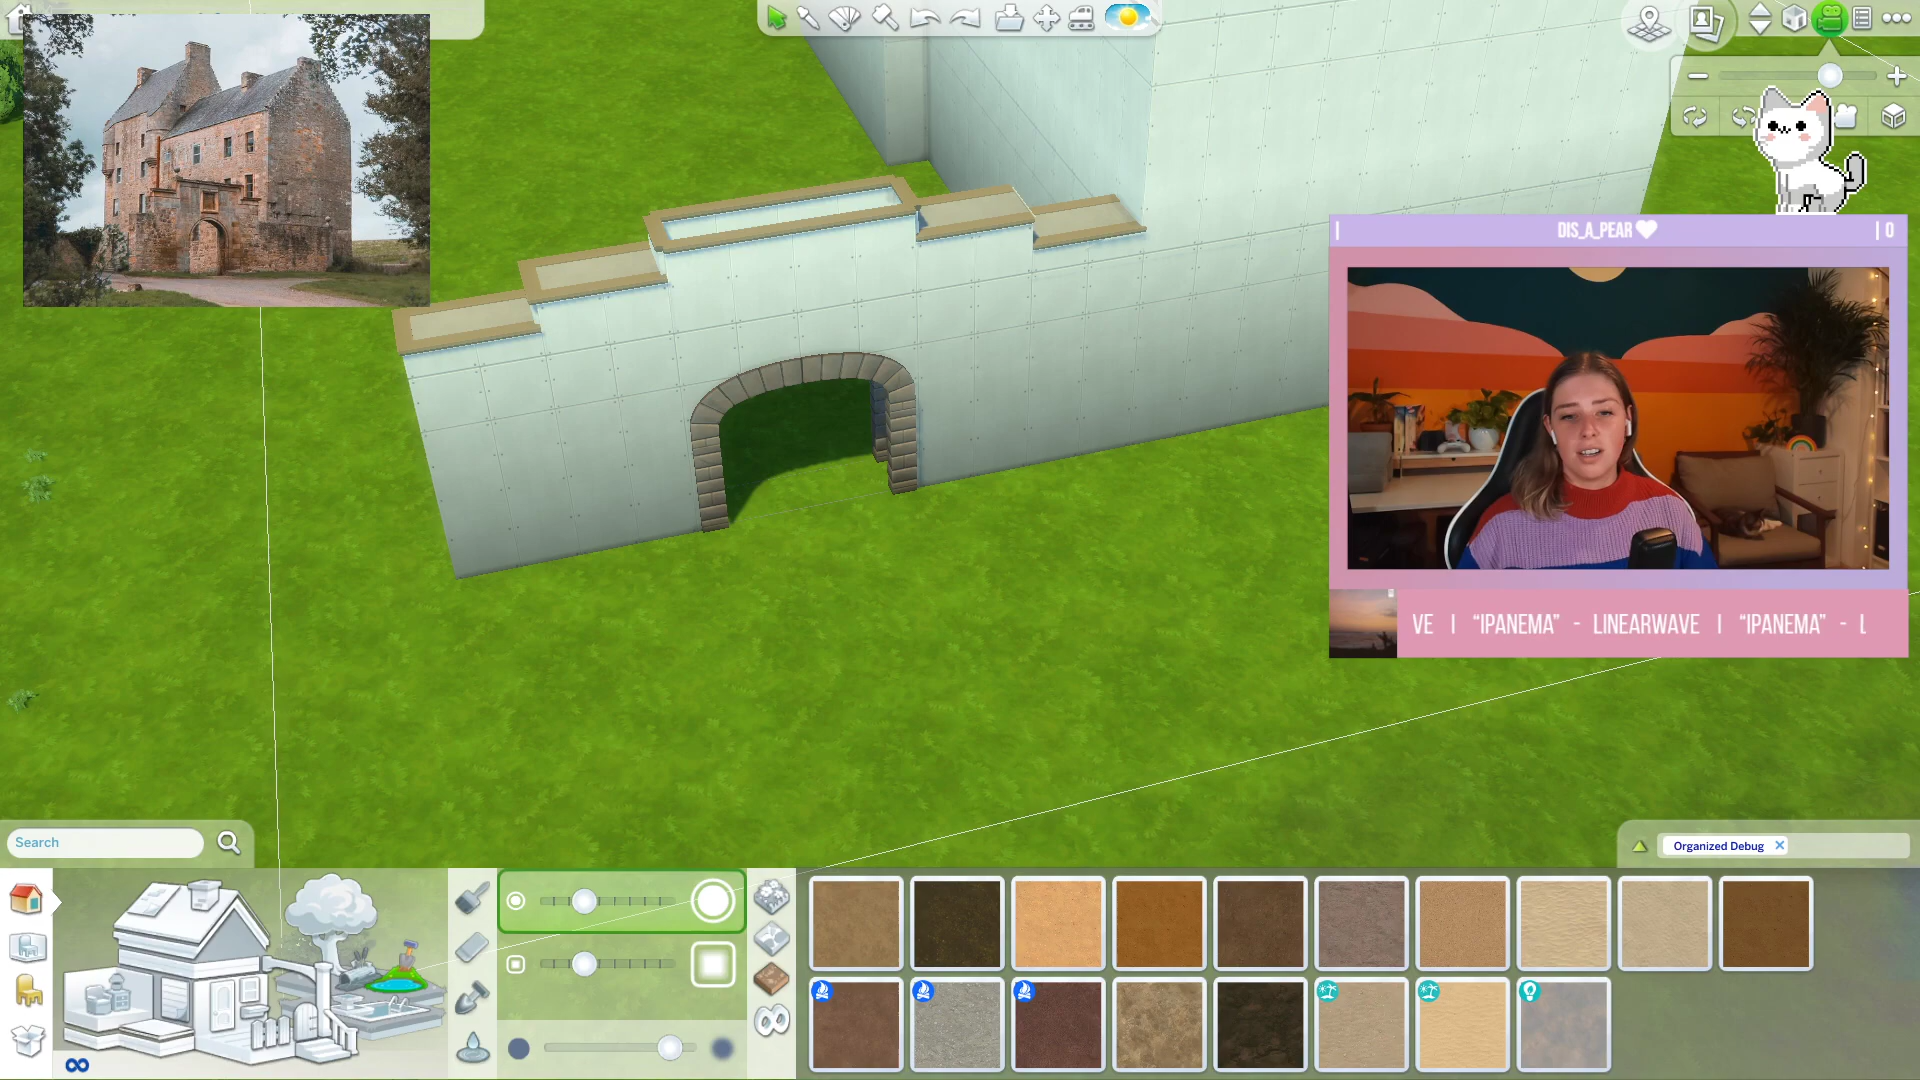 DIS_A_PEAR
| 0
VE | “IPANEMA” - LINEARWAVE | “IPANEMA” - L
Search
Organized Debug